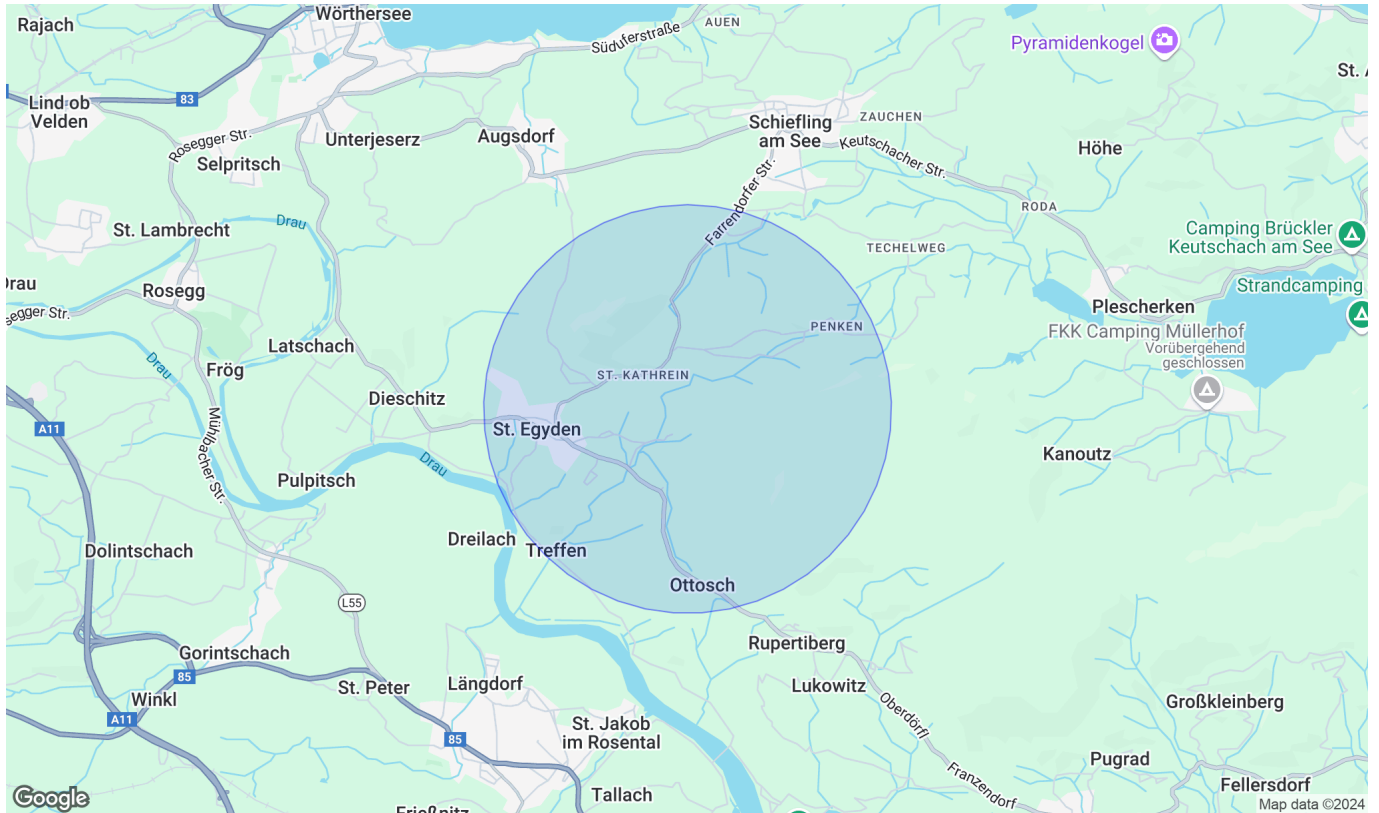 Rajach
Wörthersee
AUEN
Süduferstraße
Pyramidenkogel
St.
83
Lind ob
Velden
Rosegger Str.
Unterjeserz
Augsdorf
Schiefling
am See
ZAUCHEN
Keutschacher Str.
Höhe
Selpritsch
Farrendorfer Str.
RODA
St. Lambrecht
Drau
TECHELWEG
Camping Brückler
Keutschach am See
Rosegg
Strandcamping
Plescherken
PENKEN
FKK Camping Müllerhof
Vorübergehend
geschlossen
Latschach
Drau
Frög
ST. KATHREIN
Dieschitz
A11
Mühlbacher Str.
St. Egyden
Drau
Kanoutz
Pulpitsch
Dreilach
Treffen
Dolintschach
Ottosch
L55
Gorintschach
Rupertiberg
85
St. Peter
Längdorf
Lukowitz
Winkl
A11
Oberdörfl
Großkleinberg
85
St. Jakob
im Rosental
Pugrad
Franzendorf
Fellersdorf
Tallach
Google
Map data ©2024